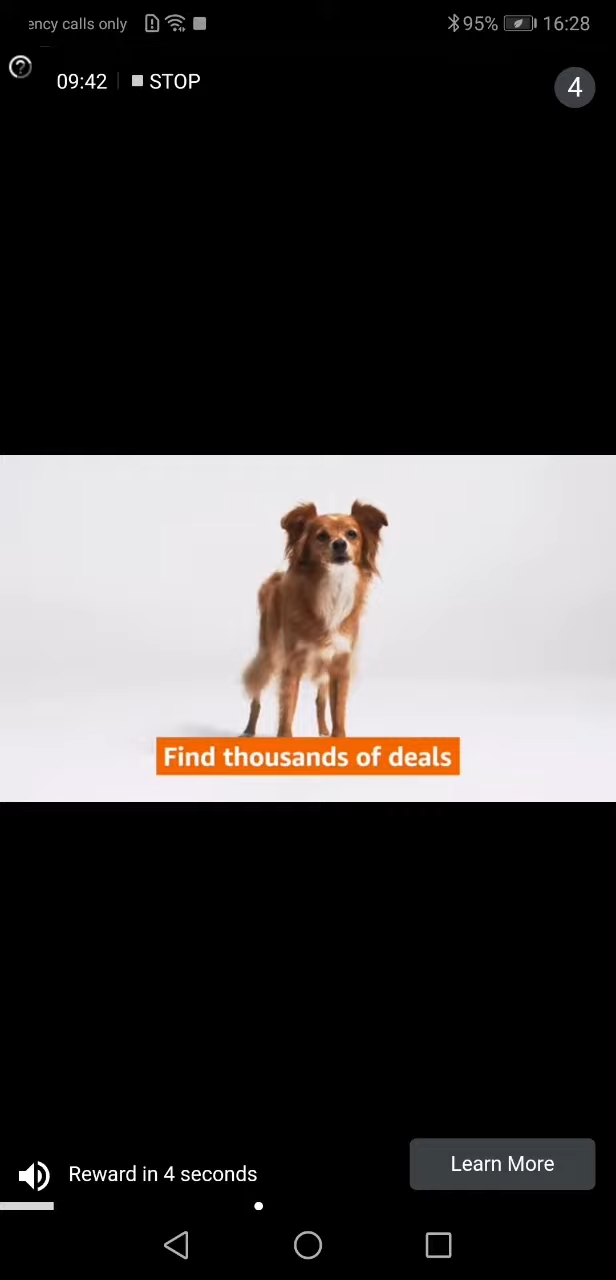 ency calls only
95%
16:28
09:42
STOP
4
Find thousands of deals
Reward in 4 seconds
Learn More